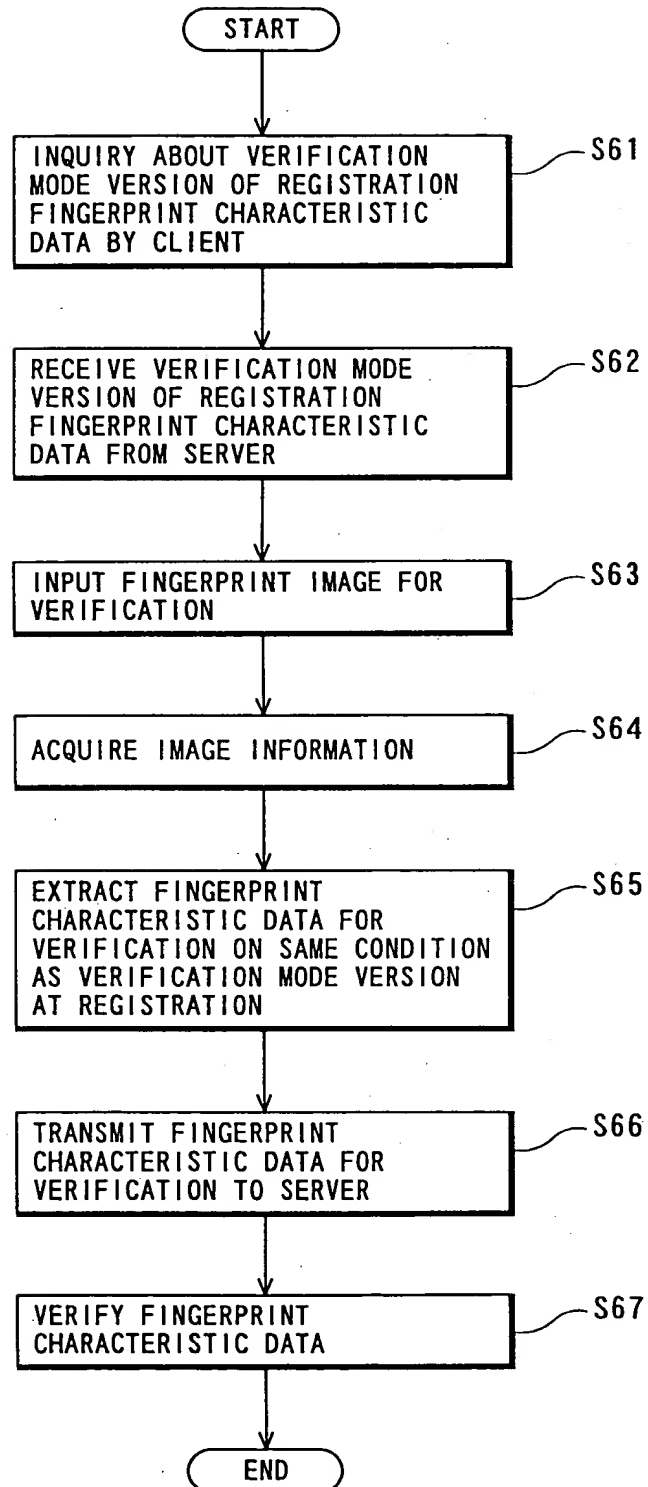 START
INQUIRY ABOUT VERIFICATION
MODE VERSION OF REGISTRATION
FINGERPRINT CHARACTERISTIC
DATA BY CLIENT
S61
RECEIVE VERIFICATION MODE
VERSION OF REGISTRATION
FINGERPRINT CHARACTERISTIC
DATA FROM SERVER
S62
INPUT FINGERPRINT IMAGE FOR
VERIFICATION
S63
ACQUIRE IMAGE INFORMATION
S64
EXTRACT FINGERPRINT
CHARACTERISTIC DATA FOR
VERIFICATION ON SAME CONDITION
AS VERIFICATION MODE VERSION
AT REGISTRATION
S65
TRANSMIT FINGERPRINT
CHARACTERISTIC DATA FOR
VERIFICATION TO SERVER
S66
VERIFY FINGERPRINT
CHARACTERISTIC DATA
S67
END